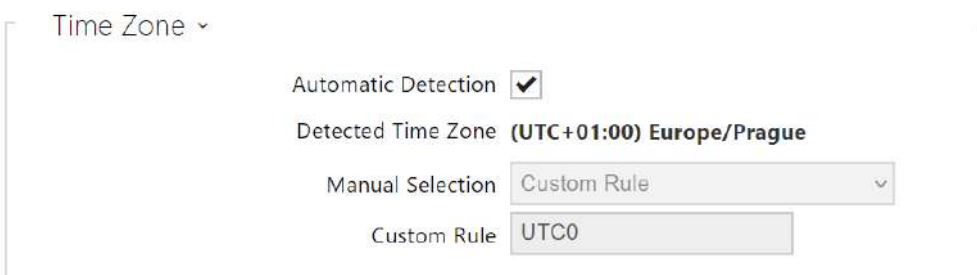 Time Zone
Automatic Detection
Detected Time Zone (UTC+01:00) Europe/Prague
Manual Selection Custom Rule
Custom Rule UTC0